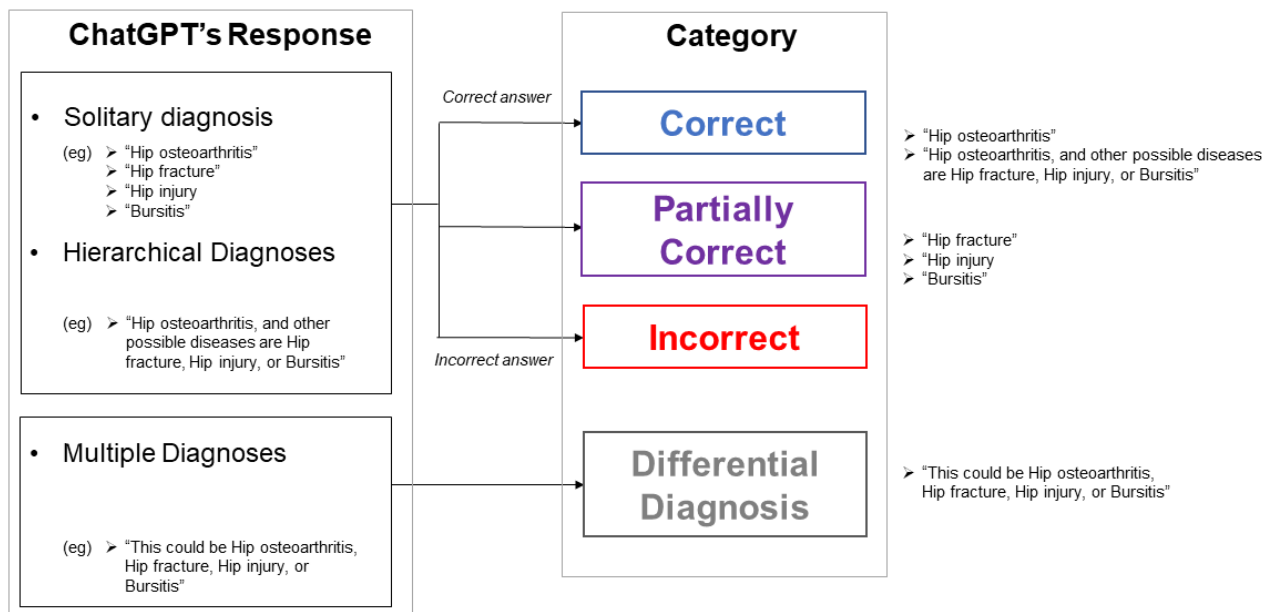 ChatGPT's Response
• Solitary diagnosis
(eg) ➢ “Hip osteoarthritis”
➢ “Hip fracture”
➢ “Hip injury
➢ “Bursitis”
• Hierarchical Diagnoses
(eg) ➢ “Hip osteoarthritis, and other
possible diseases are Hip
fracture, Hip injury, or Bursitis”
• Multiple Diagnoses
(eg) ➢ “This could be Hip osteoarthritis,
Hip fracture, Hip injury, or
Bursitis”
Correct answer
Incorrect answer
Category
Correct
Partially
Correct
Incorrect
Differential
Diagnosis
➢ “Hip osteoarthritis”
➢ “Hip osteoarthritis, and other possible diseases
are Hip fracture, Hip injury, or Bursitis”
➢ “Hip fracture”
➢ “Hip injury
➢ “Bursitis”
➢ “This could be Hip osteoarthritis,
Hip fracture, Hip injury, or Bursitis”